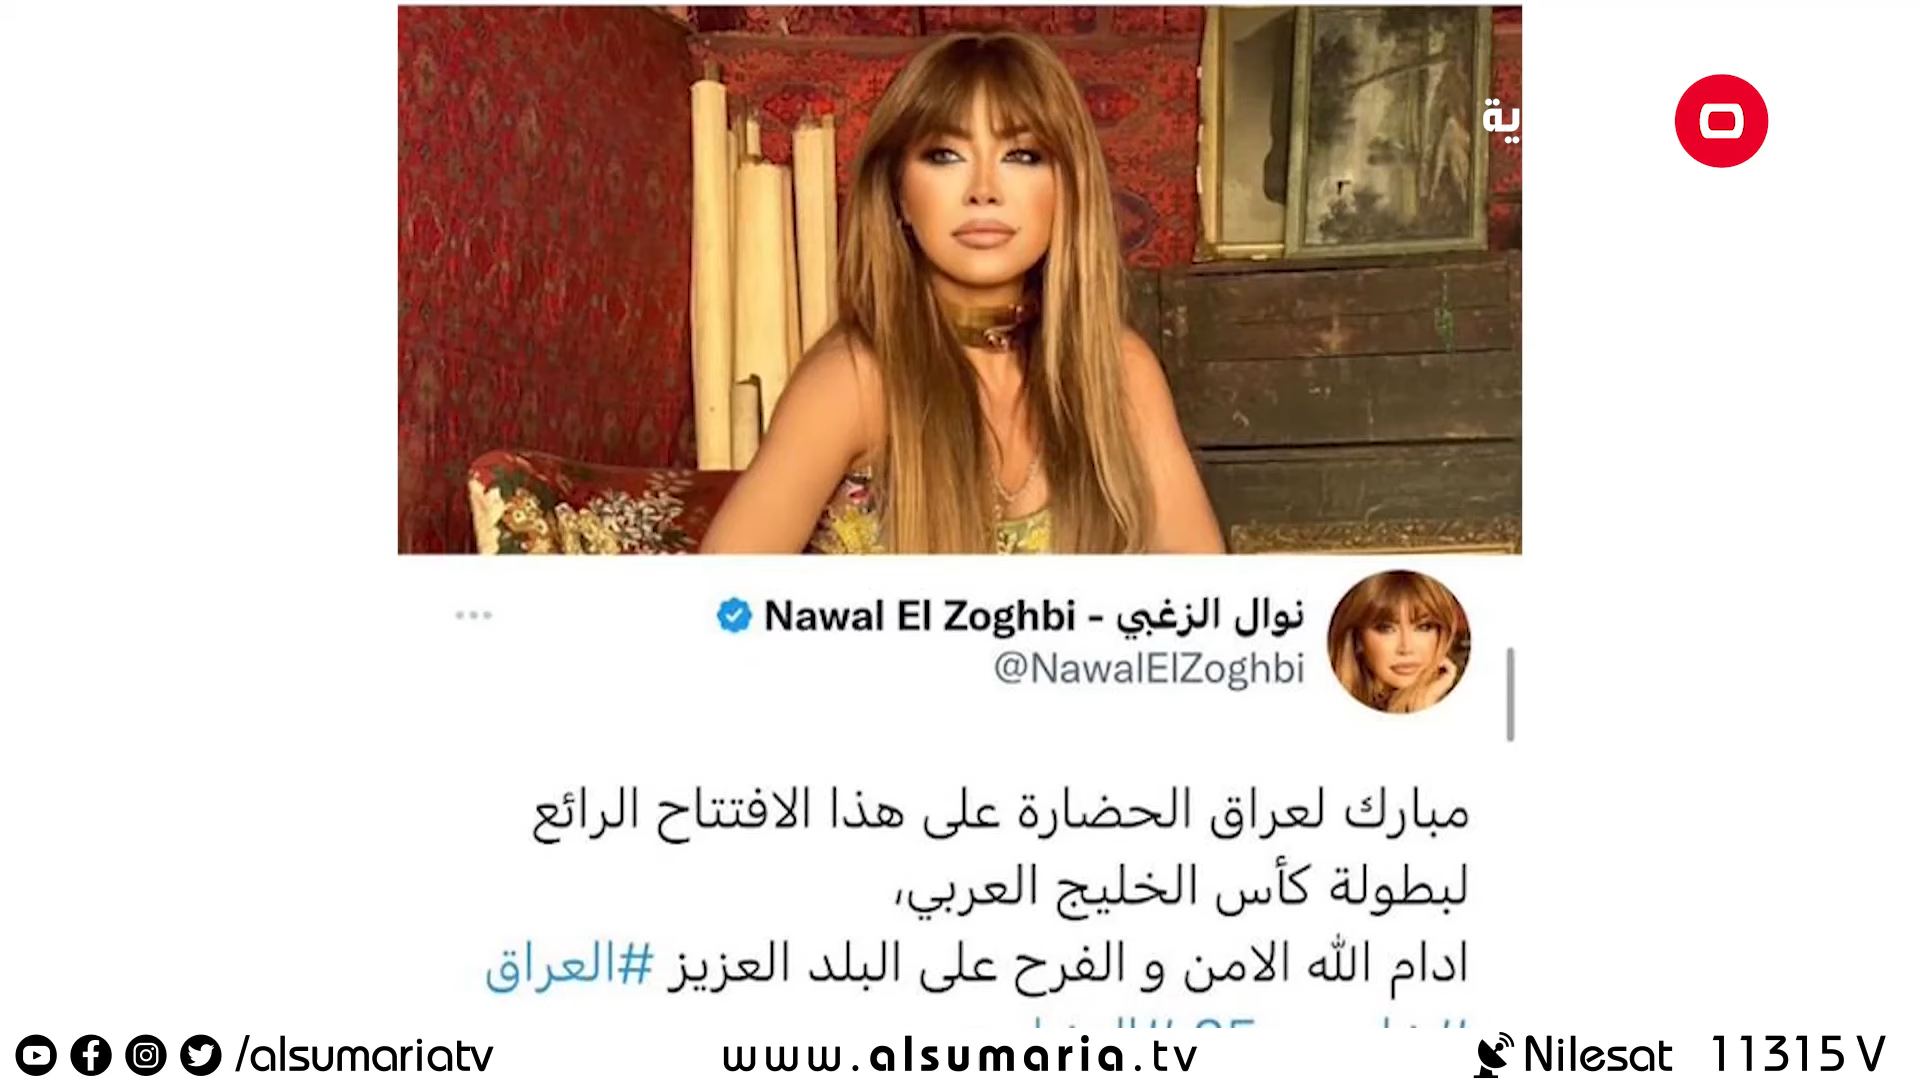 ية
نوال الزغبي - Nawal El Zoghbi
@NawalElZoghbi
مبارك لعراق الحضارة على هذا الافتتاح الرائع
لبطولة كأس الخليج العربي،
ادام الله الامن و الفرح على البلد العزيز #العراق
/alsumariatv
www.alsumaria.tv
Nilesat 11315 V